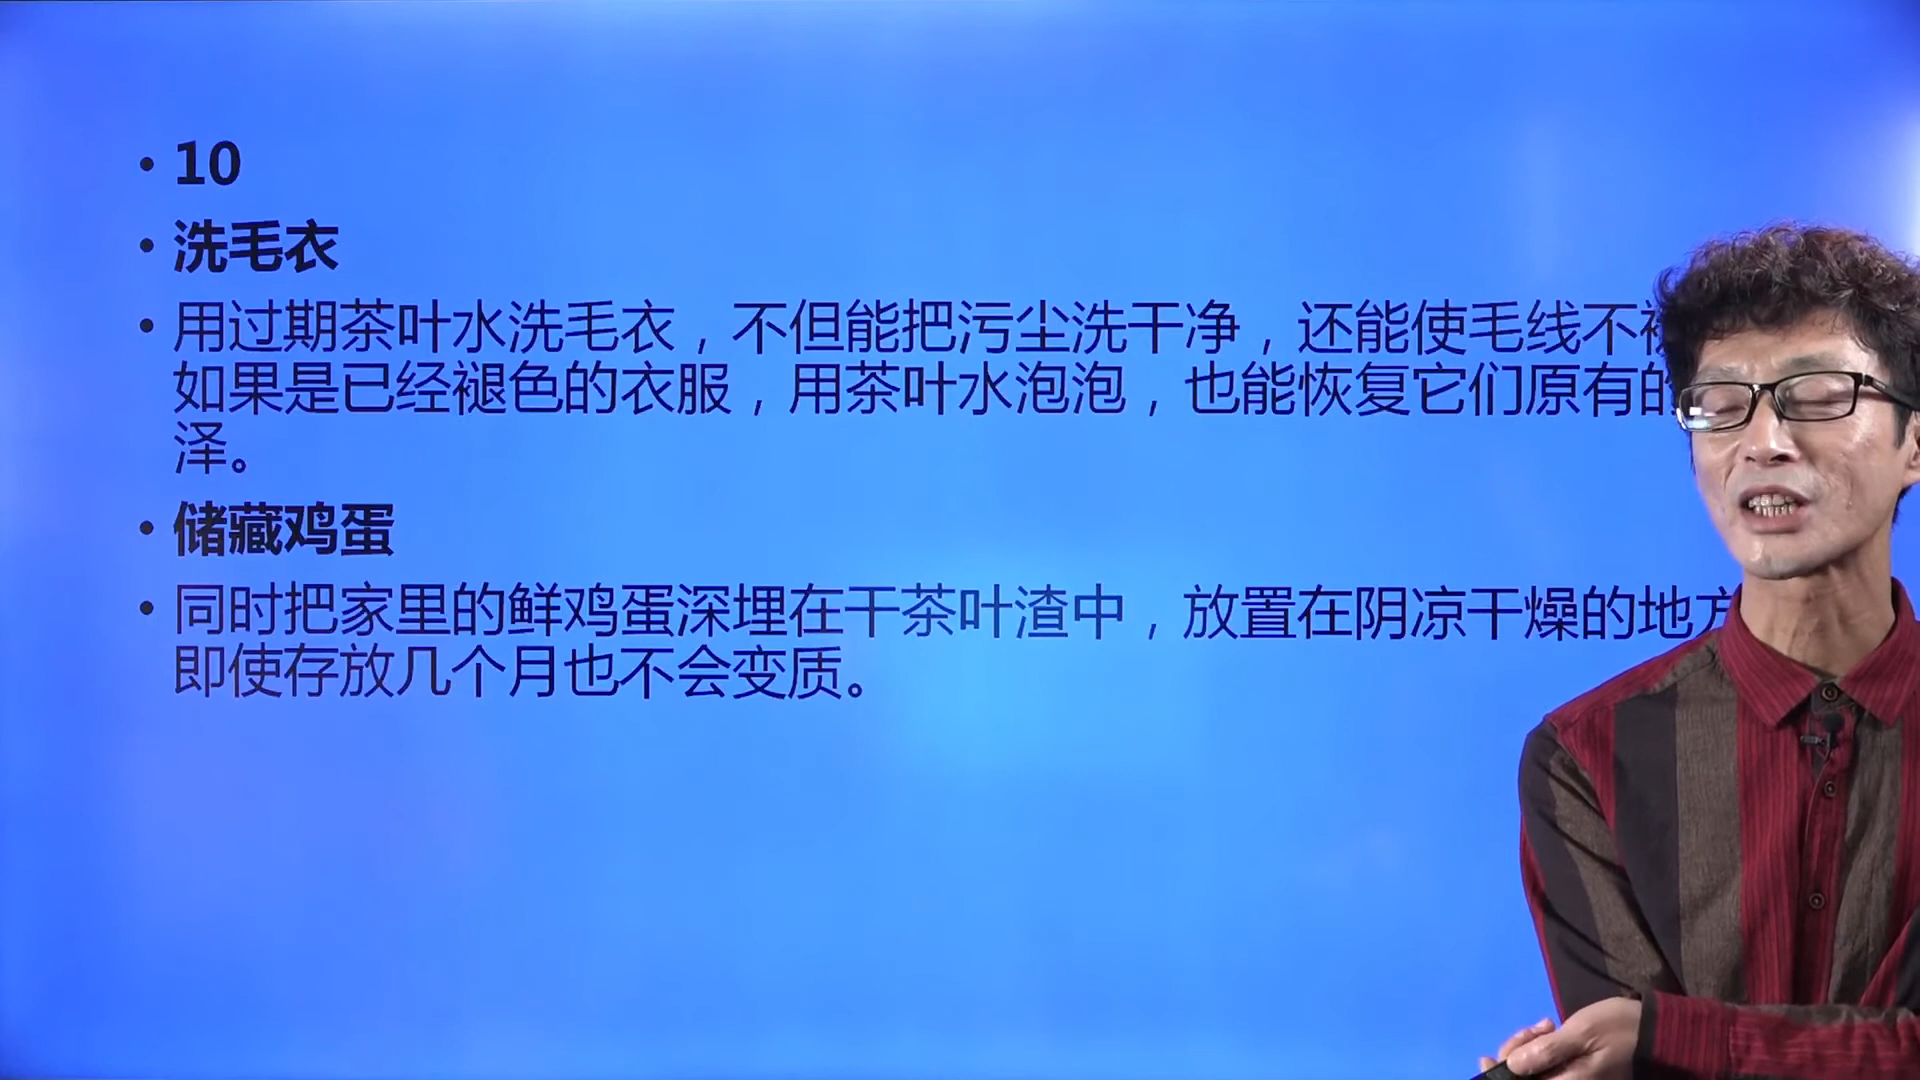 • 10
• 洗毛衣
• 用过期茶叶水洗毛衣，不但能把污尘洗干净，还能使毛线不
如果是已经褪色的衣服，用茶叶水泡泡，也能恢复它们原有的
泽。
• 储藏鸡蛋
• 同时把家里的鲜鸡蛋深埋在干茶叶渣中，放置在阴凉干燥的地方
即使存放几个月也不会变质。